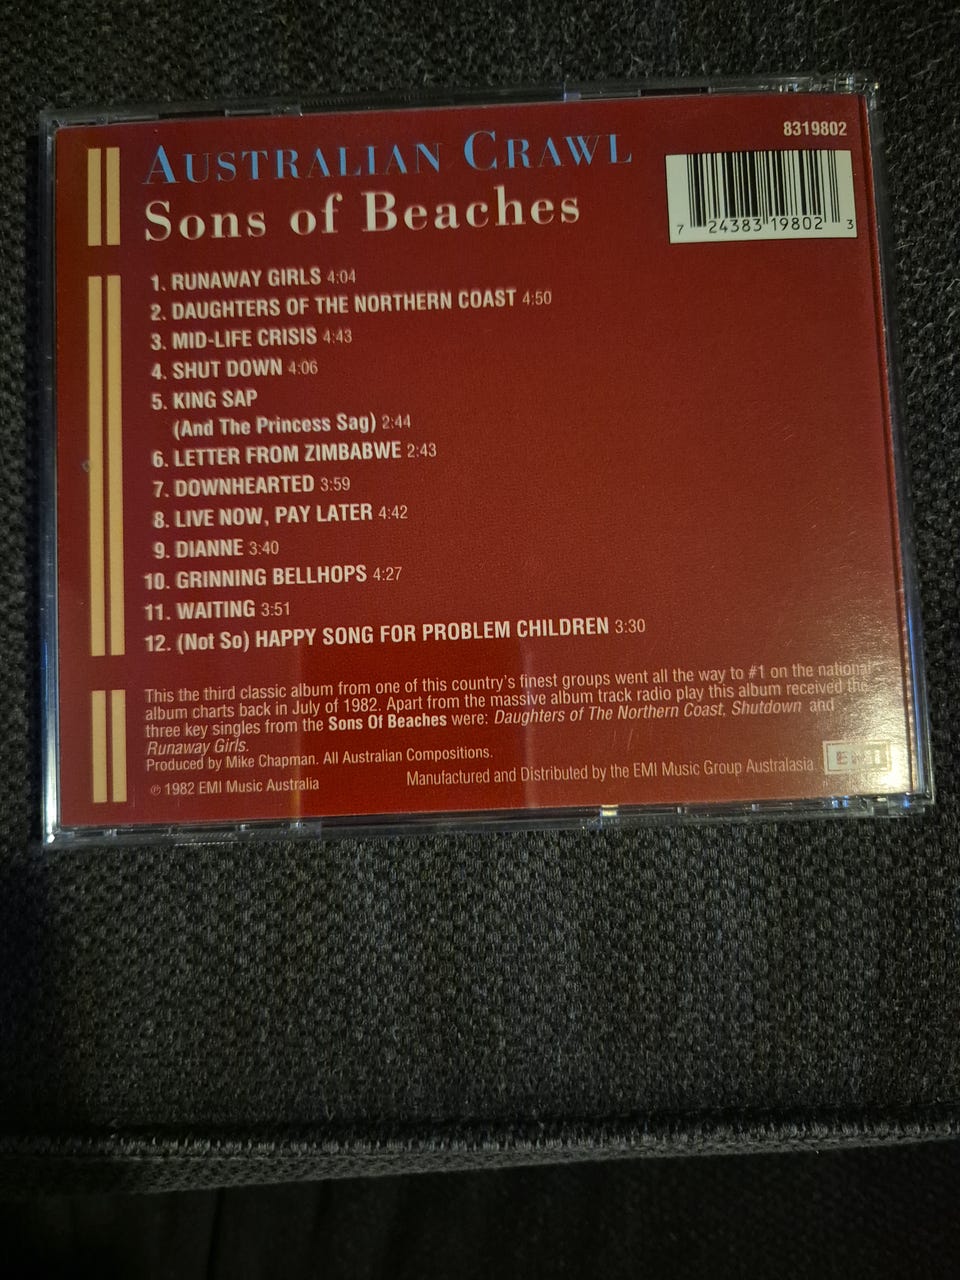 AUSTRALIAN CRAWL
Sons of Beaches
8319802
7 24383 19802 3
1. RUNAWAY GIRLS 4:04
2. DAUGHTERS OF THE NORTHERN COAST 4:50
3. MID-LIFE CRISIS 4:43
4. SHUT DOWN 4:06
5. KING SAP
(And The Princess Sag) 2:44
6. LETTER FROM ZIMBABWE 2:43
7. DOWNHEARTED 3:59
8. LIVE NOW, PAY LATER 4:42
9. DIANNE 3:40
10. GRINNING BELLHOPS 4:27
11. WAITING 3:51
12. (Not So) HAPPY SONG FOR PROBLEM CHILDREN 3:30
This the third classic album from one of this country's finest groups went all the way to #1 on the national
album charts back in July of 1982. Apart from the massive album track radio play this album received the
three key singles from the Sons Of Beaches were: Daughters of The Northern Coast, Shutdown and
Runaway Girls.
Produced by Mike Chapman. All Australian Compositions.
℗ 1982 EMI Music Australia
Manufactured and Distributed by the EMI Music Group Australasia.
EMI